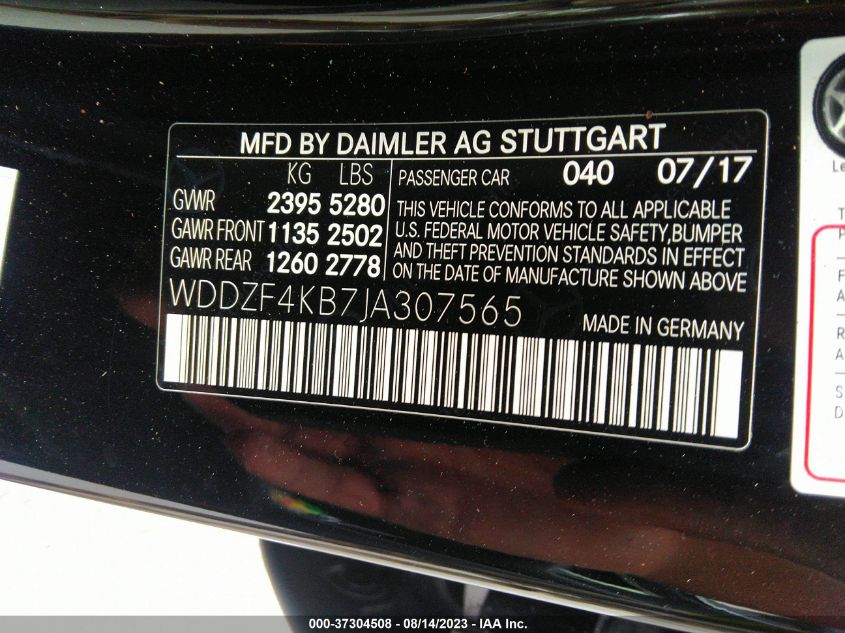 MFD BY DAIMLER AG STUTTGART
KG LBS
GVWR 2395 5280
GAWR FRONT 1135 2502
GAWR REAR 1260 2778
PASSENGER CAR 040 07/17
THIS VEHICLE CONFORMS TO ALL APPLICABLE
U.S. FEDERAL MOTOR VEHICLE SAFETY,BUMPER
AND THEFT PREVENTION STANDARDS IN EFFECT
ON THE DATE OF MANUFACTURE SHOWN ABOVE
WDDZF4KB7JA307565
MADE IN GERMANY
000-37304508 - 08/14/2023 - IAA Inc.